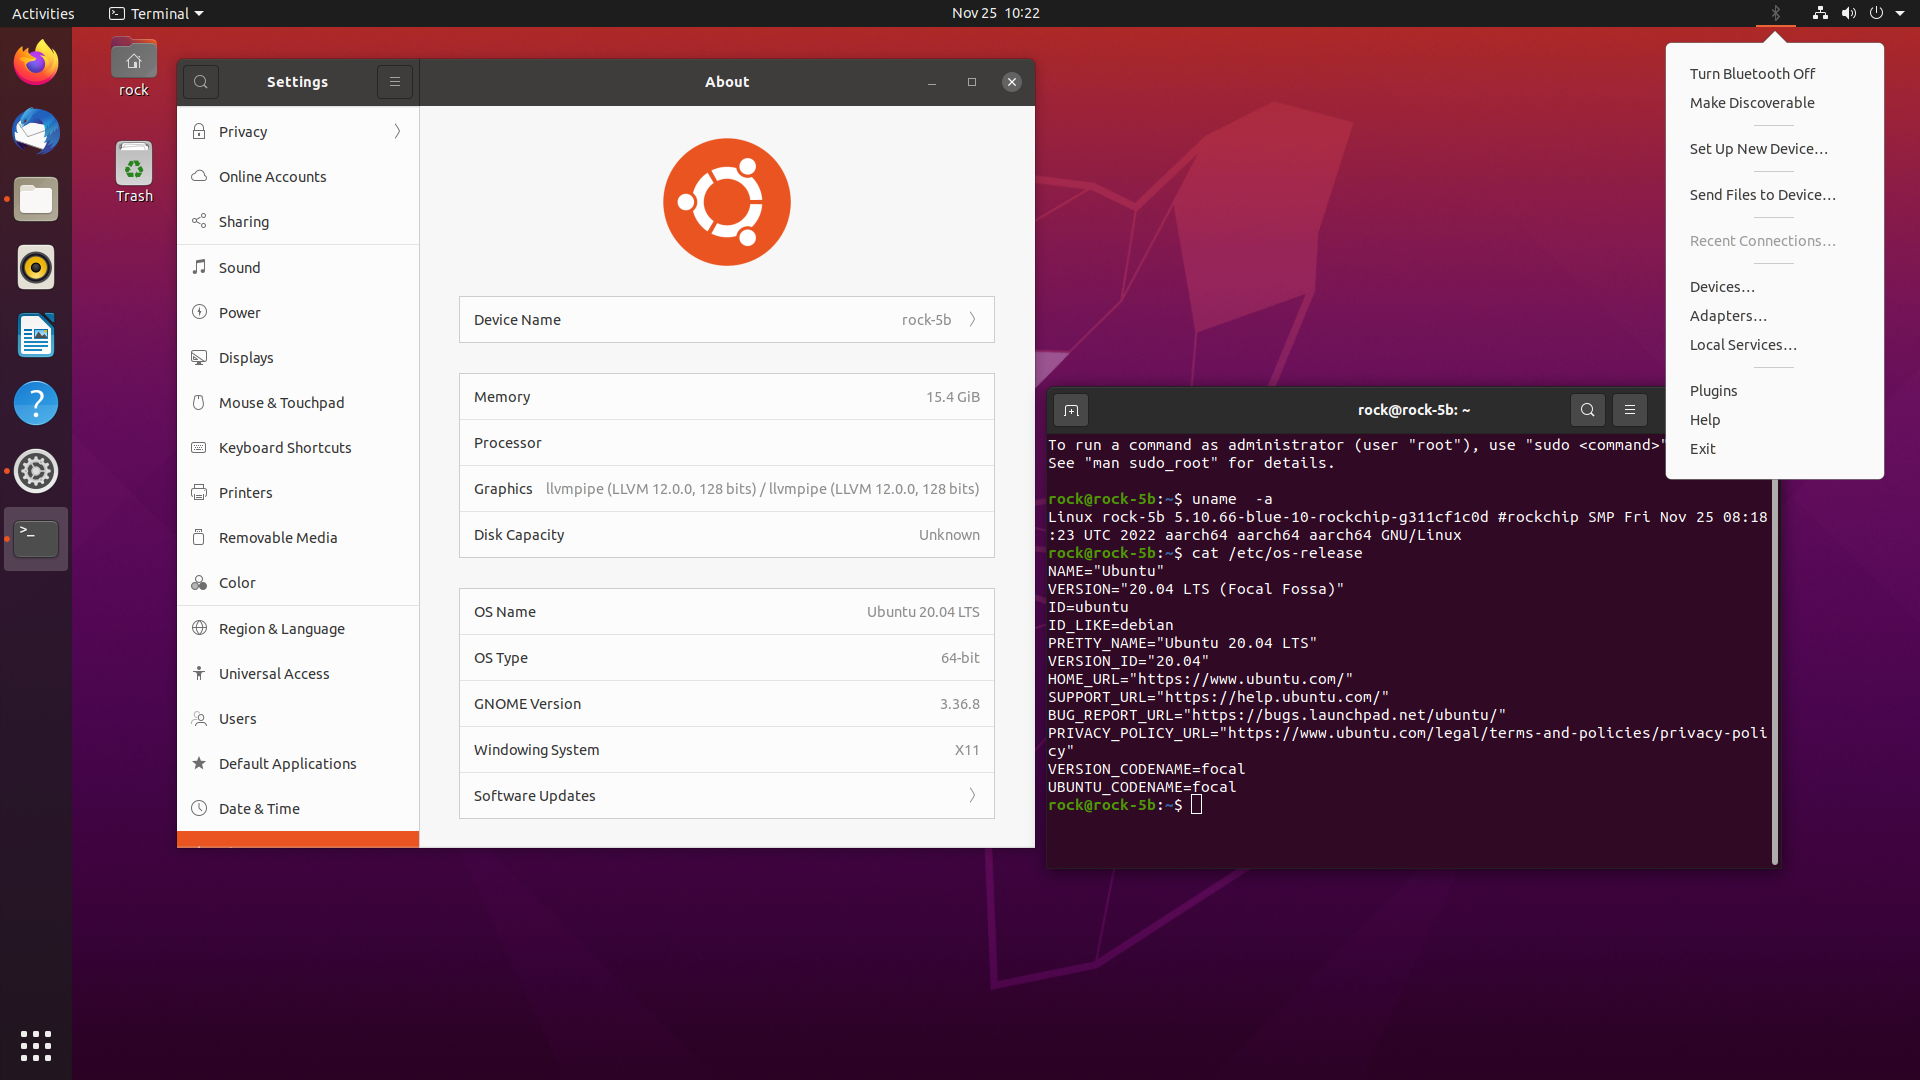 Activities
Terminal
Nov 25 10:22
rock
Trash
Settings
About
Privacy
Online Accounts
Sharing
Sound
Power
Displays
Mouse & Touchpad
Keyboard Shortcuts
Printers
Removable Media
Color
Region & Language
Universal Access
Users
Default Applications
Date & Time
Device Name rock-5b
Memory 15.4 GiB
Processor
Graphics llvmpipe (LLVM 12.0.0, 128 bits) / llvmpipe (LLVM 12.0.0, 128 bits)
Disk Capacity Unknown
OS Name Ubuntu 20.04 LTS
OS Type 64-bit
GNOME Version 3.36.8
Windowing System X11
Software Updates
rock@rock-5b: ~
To run a command as administrator (user "root"), use "sudo <command>"
See "man sudo_root" for details.
rock@rock-5b:~$ uname  -a
Linux rock-5b 5.10.66-blue-10-rockchip-g311cf1c0d #rockchip SMP Fri Nov 25 08:18
:23 UTC 2022 aarch64 aarch64 aarch64 GNU/Linux
rock@rock-5b:~$ cat /etc/os-release
NAME="Ubuntu"
VERSION="20.04 LTS (Focal Fossa)"
ID=ubuntu
ID_LIKE=debian
PRETTY_NAME="Ubuntu 20.04 LTS"
VERSION_ID="20.04"
HOME_URL="https://www.ubuntu.com/"
SUPPORT_URL="https://help.ubuntu.com/"
BUG_REPORT_URL="https://bugs.launchpad.net/ubuntu/"
PRIVACY_POLICY_URL="https://www.ubuntu.com/legal/terms-and-policies/privacy-poli
cy"
VERSION_CODENAME=focal
UBUNTU_CODENAME=focal
rock@rock-5b:~$
Turn Bluetooth Off
Make Discoverable
Set Up New Device...
Send Files to Device...
Recent Connections...
Devices...
Adapters...
Local Services...
Plugins
Help
Exit